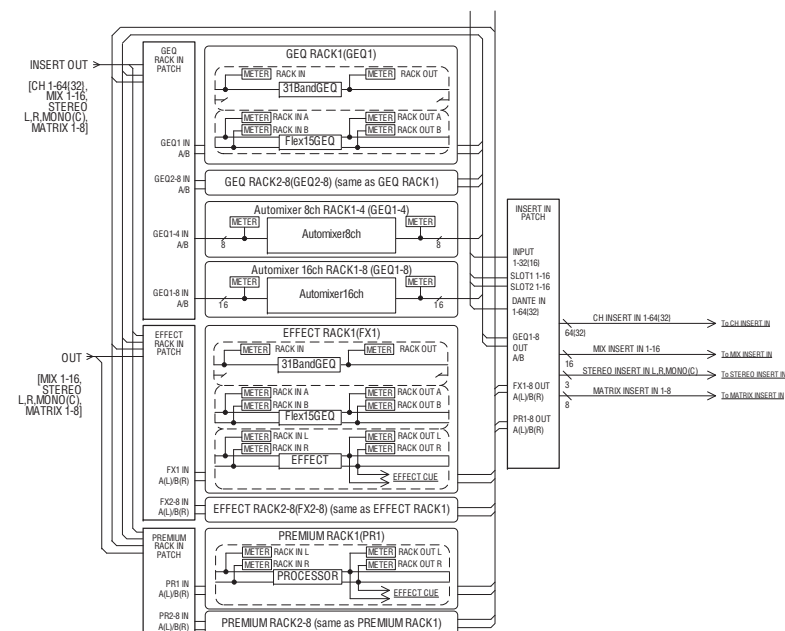 INSERT OUT
[CH 1-64(32),
MIX 1-16,
STEREO
L,R,MONO(C),
MATRIX 1-8]
GEQ
RACK IN
PATCH
GEQ1 IN
A/B
GEQ2-8 IN
A/B
GEQ1-4 IN
A/B
GEQ1-8 IN
A/B
GEQ RACK1(GEQ1)
METER RACK IN
METER RACK OUT
31BandGEQ
METER RACK IN A
METER RACK OUT A
METER RACK IN B
METER RACK OUT B
Flex15GEQ
GEQ RACK2-8(GEQ2-8) (same as GEQ RACK1)
Automixer 8ch RACK1-4 (GEQ1-4)
METER
METER
Automixer8ch
8
8
Automixer 16ch RACK1-8 (GEQ1-8)
METER
METER
Automixer16ch
16
16
OUT
[MIX 1-16,
STEREO
L,R,MONO(C),
MATRIX 1-8]
EFFECT
RACK IN
PATCH
FX1 IN
A(L)/B(R)
FX2-8 IN
A(L)/B(R)
EFFECT RACK1(FX1)
METER RACK IN
METER RACK OUT
31BandGEQ
METER RACK IN A
METER RACK OUT A
METER RACK IN B
METER RACK OUT B
Flex15GEQ
METER RACK IN L
METER RACK OUT L
METER RACK IN R
METER RACK OUT R
EFFECT
EFFECT CUE
EFFECT RACK2-8(FX2-8) (same as EFFECT RACK1)
PREMIUM
RACK IN
PATCH
PR1 IN
A(L)/B(R)
PR2-8 IN
A(L)/B(R)
PREMIUM RACK1(PR1)
METER RACK IN L
METER RACK OUT L
METER RACK IN R
METER RACK OUT R
PROCESSOR
EFFECT CUE
PREMIUM RACK2-8 (same as PREMIUM RACK1)
INSERT IN
PATCH
INPUT
1-32(16)
SLOT1 1-16
SLOT2 1-16
DANTE IN
1-64(32)
GEQ1-8
OUT
A/B
FX1-8 OUT
A(L)/B(R)
PR1-8 OUT
A(L)/B(R)
CH INSERT IN 1-64(32)
64(32)
To CH INSERT IN
MIX INSERT IN 1-16
16
To MIX INSERT IN
STEREO INSERT IN L,R,MONO(C)
3
To STEREO INSERT IN
MATRIX INSERT IN 1-8
8
To MATRIX INSERT IN